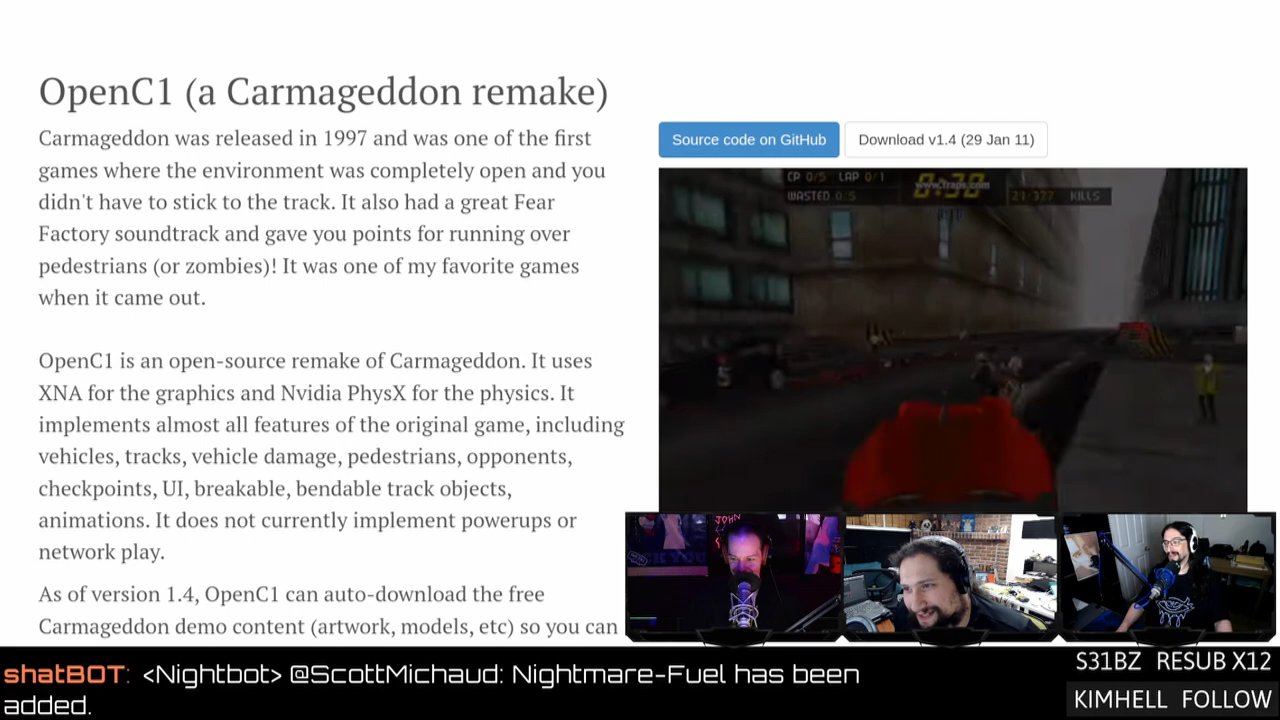 OpenC1 (a Carmageddon remake)
Carmageddon was released in 1997 and was one of the first
games where the environment was completely open and you
didn't have to stick to the track. It also had a great Fear
Factory soundtrack and gave you points for running over
pedestrians (or zombies)! It was one of my favorite games
when it came out.
OpenC1 is an open-source remake of Carmageddon. It uses
XNA for the graphics and Nvidia PhysX for the physics. It
implements almost all features of the original game, including
vehicles, tracks, vehicle damage, pedestrians, opponents,
checkpoints, UI, breakable, bendable track objects,
animations. It does not currently implement powerups or
network play.
As of version 1.4, OpenC1 can auto-download the free
Carmageddon demo content (artwork, models, etc) so you can
Source code on GitHub
Download v1.4 (29 Jan 11)
CP 0/5 LAP 0/1
WASTED 0/5
0:30
www.fraps.com
KILLS
JOHN
shatBOT: <Nightbot> @ScottMichaud: Nightmare-Fuel has been
added.
S31BZ RESUB X12
KIMHELL FOLLOW